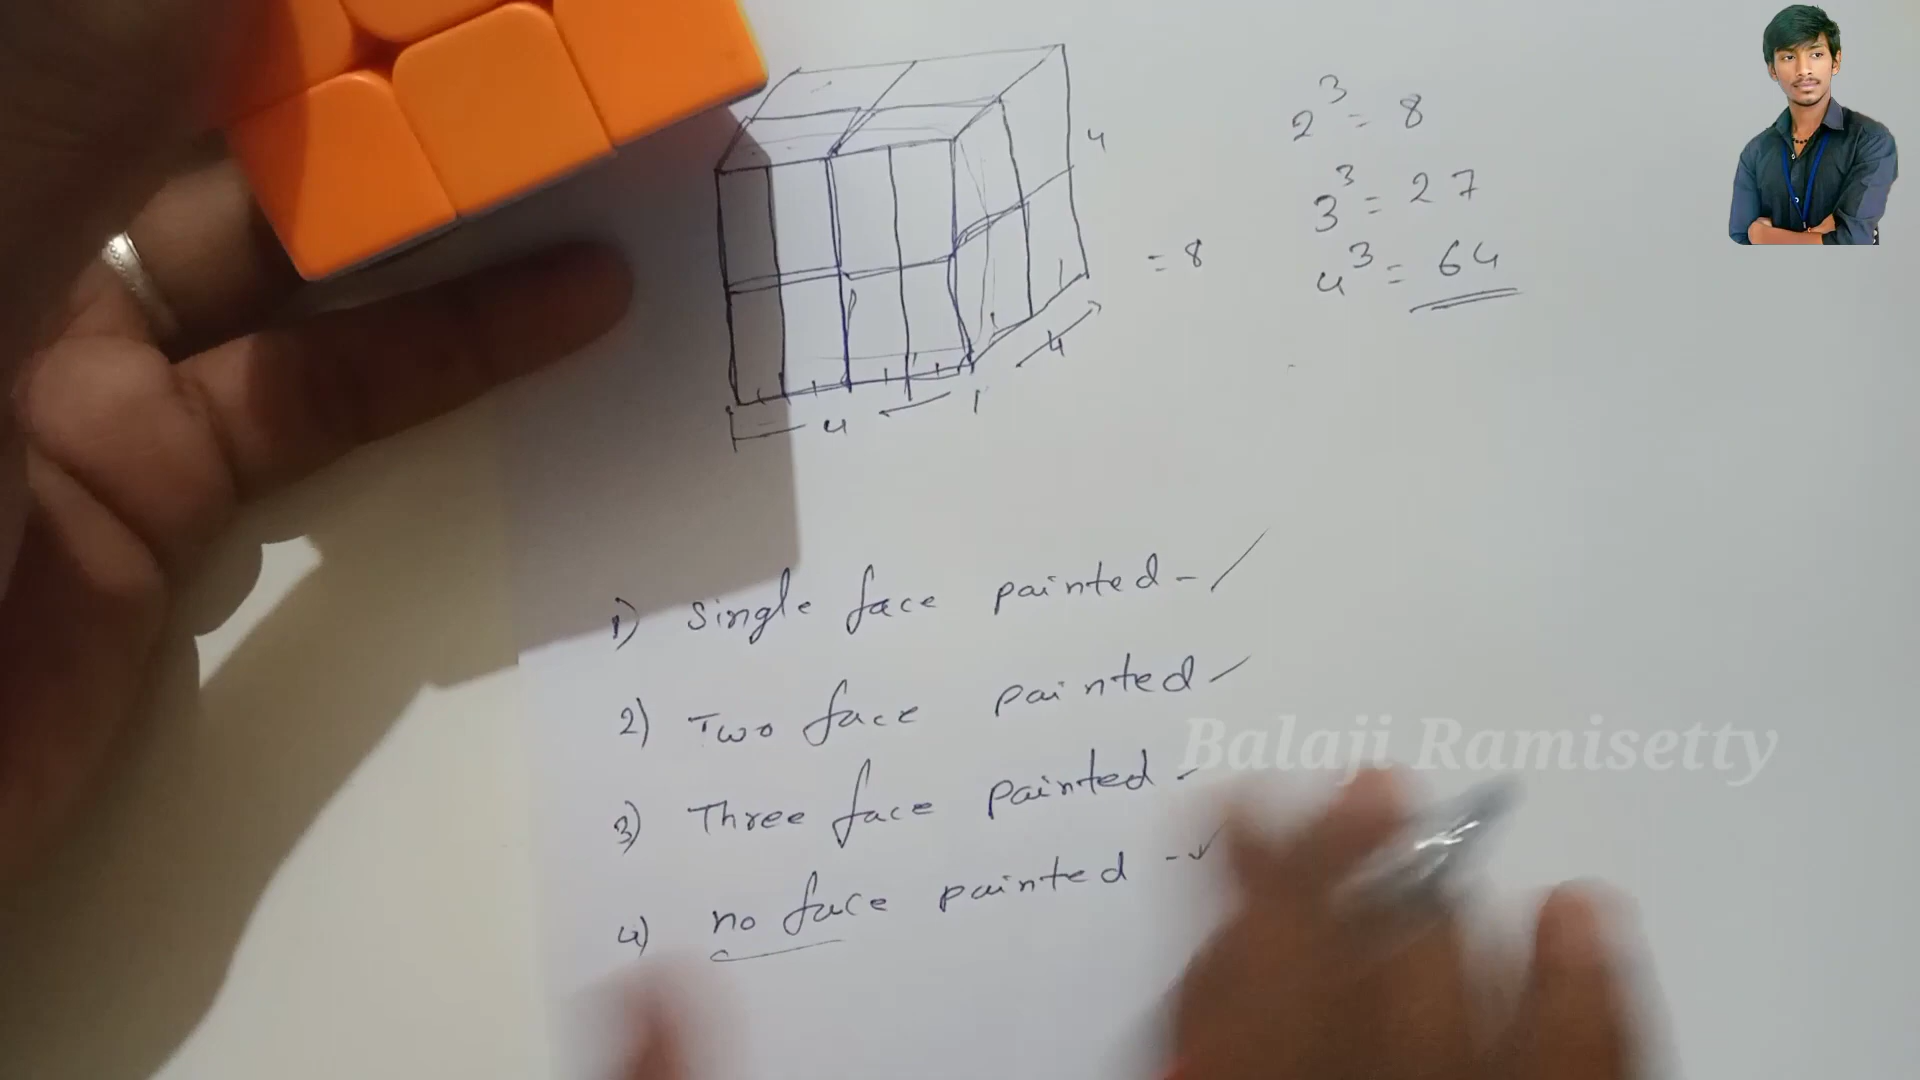 2³ = 8
3³ = 27
4³ = 64
4
= 8
4
4
1
1) Single face painted - ✓
2) Two face painted -
3) Three face painted -
4) no face painted - ✓
Balaji Ramisetty